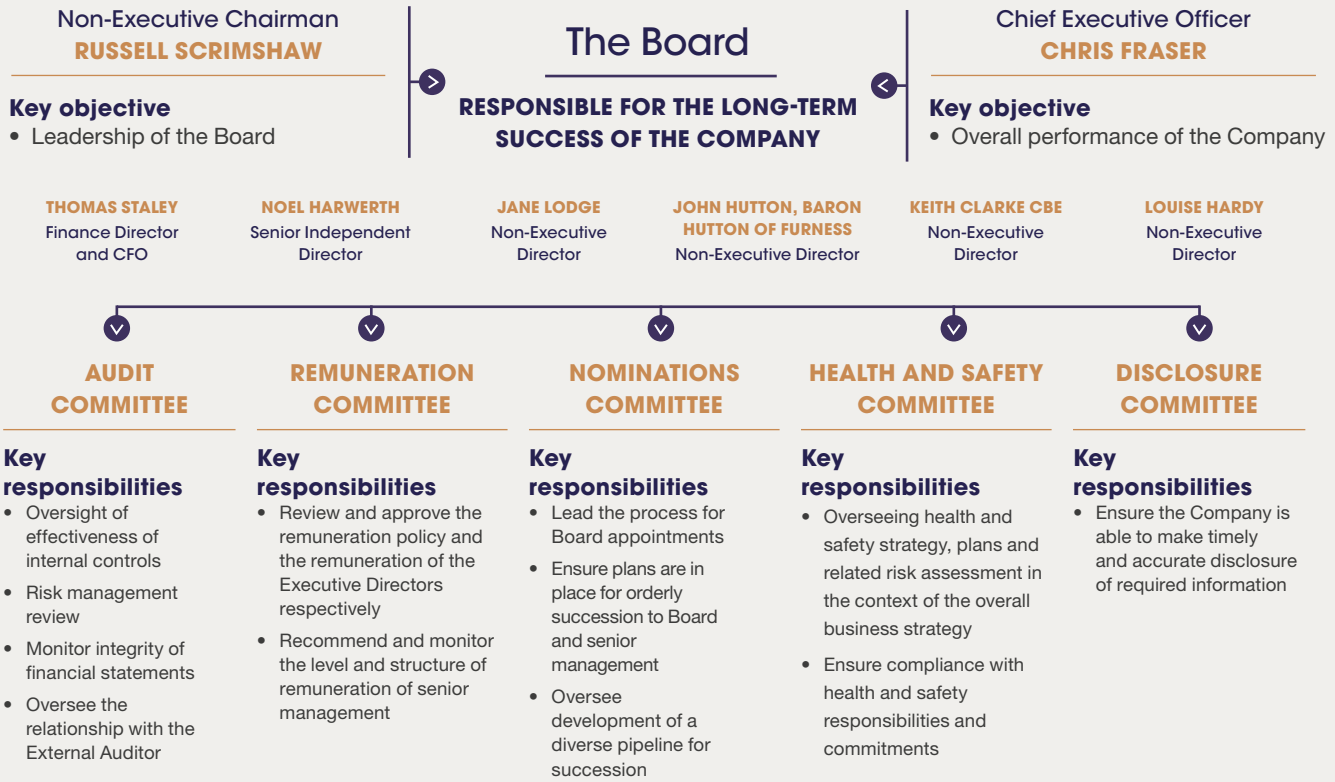 Non-Executive Chairman
RUSSELL SCRIMSHAW
Key objective
• Leadership of the Board
The Board
RESPONSIBLE FOR THE LONG-TERM
SUCCESS OF THE COMPANY
Chief Executive Officer
CHRIS FRASER
Key objective
• Overall performance of the Company
THOMAS STALEY
Finance Director
and CFO
NOEL HARWERTH
Senior Independent
Director
JANE LODGE
Non-Executive
Director
JOHN HUTTON, BARON
HUTTON OF FURNESS
Non-Executive Director
KEITH CLARKE CBE
Non-Executive
Director
LOUISE HARDY
Non-Executive
Director
AUDIT
COMMITTEE
Key
responsibilities
• Oversight of
effectiveness of
internal controls
• Risk management
review
• Monitor integrity of
financial statements
• Oversee the
relationship with the
External Auditor
REMUNERATION
COMMITTEE
Key
responsibilities
• Review and approve the
remuneration policy and
the remuneration of the
Executive Directors
respectively
• Recommend and monitor
the level and structure of
remuneration of senior
management
NOMINATIONS
COMMITTEE
Key
responsibilities
• Lead the process for
Board appointments
• Ensure plans are in
place for orderly
succession to Board
and senior
management
• Oversee
development of a
diverse pipeline for
succession
HEALTH AND SAFETY
COMMITTEE
Key
responsibilities
• Overseeing health and
safety strategy, plans and
related risk assessment in
the context of the overall
business strategy
• Ensure compliance with
health and safety
responsibilities and
commitments
DISCLOSURE
COMMITTEE
Key
responsibilities
• Ensure the Company is
able to make timely
and accurate disclosure
of required information